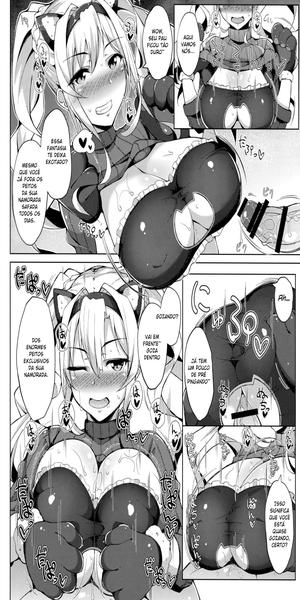 AQUI
VAMOS
NÓS...
WOW,
SEU PAU
FICOU TÃO
DURO~
ESSA
FANTASIA
TE DEIXA
EXCITADO?
MESMO
QUE VOCÊ
JÁ FODA OS
PEITOS DA
SUA
NAMORADA
SAFADA
TODOS OS
DIAS.
JÁ TEM
UM POUCO
DE PRÉ
PINGANDO~
ISSO
SIGNIFICA
QUE VOCÊ
ESTÁ
QUASE
GOZANDO,
CERTO?
GOZANDO?
VAI EM
FRENTE~
GOZA
DENTRO
DOS
ENORMES
PEITOS
EXCLUSIVOS
DA SUA
NAMORADA.